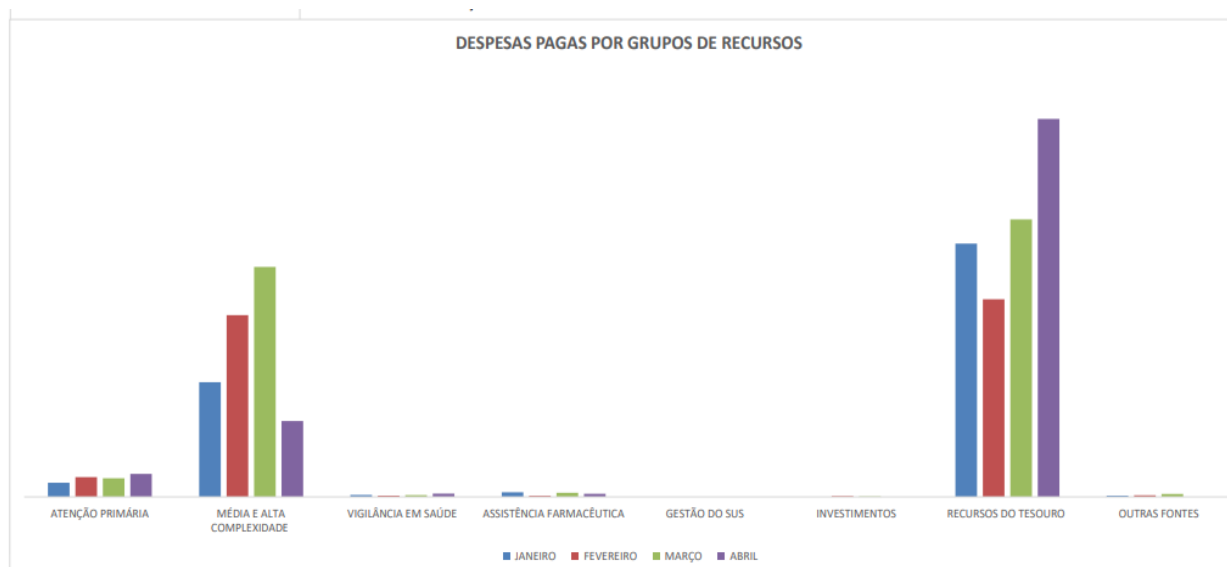 DESPESAS PAGAS POR GRUPOS DE RECURSOS
ATENÇÃO PRIMÁRIA
MÉDIA E ALTA
COMPLEXIDADE
VIGILÂNCIA EM SAÚDE
ASSISTÊNCIA FARMACÊUTICA
GESTÃO DO SUS
INVESTIMENTOS
RECURSOS DO TESOURO
OUTRAS FONTES
JANEIRO
FEVEREIRO
MARÇO
ABRIL